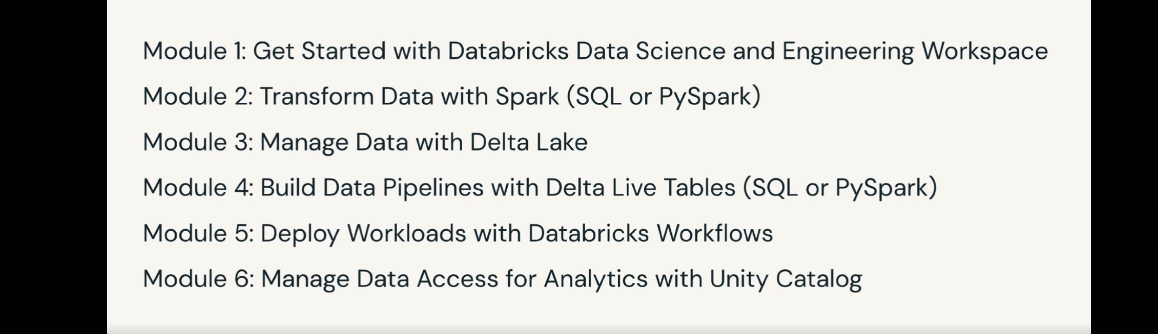 Module 1: Get Started with Databricks Data Science and Engineering Workspace
Module 2: Transform Data with Spark (SQL or PySpark)
Module 3: Manage Data with Delta Lake
Module 4: Build Data Pipelines with Delta Live Tables (SQL or PySpark)
Module 5: Deploy Workloads with Databricks Workflows
Module 6: Manage Data Access for Analytics with Unity Catalog